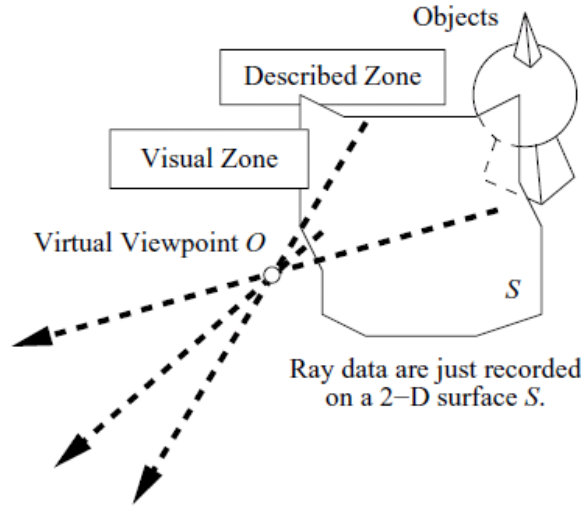 Objects
Described Zone
Visual Zone
Virtual Viewpoint O
S
Ray data are just recorded
on a 2−D surface S.